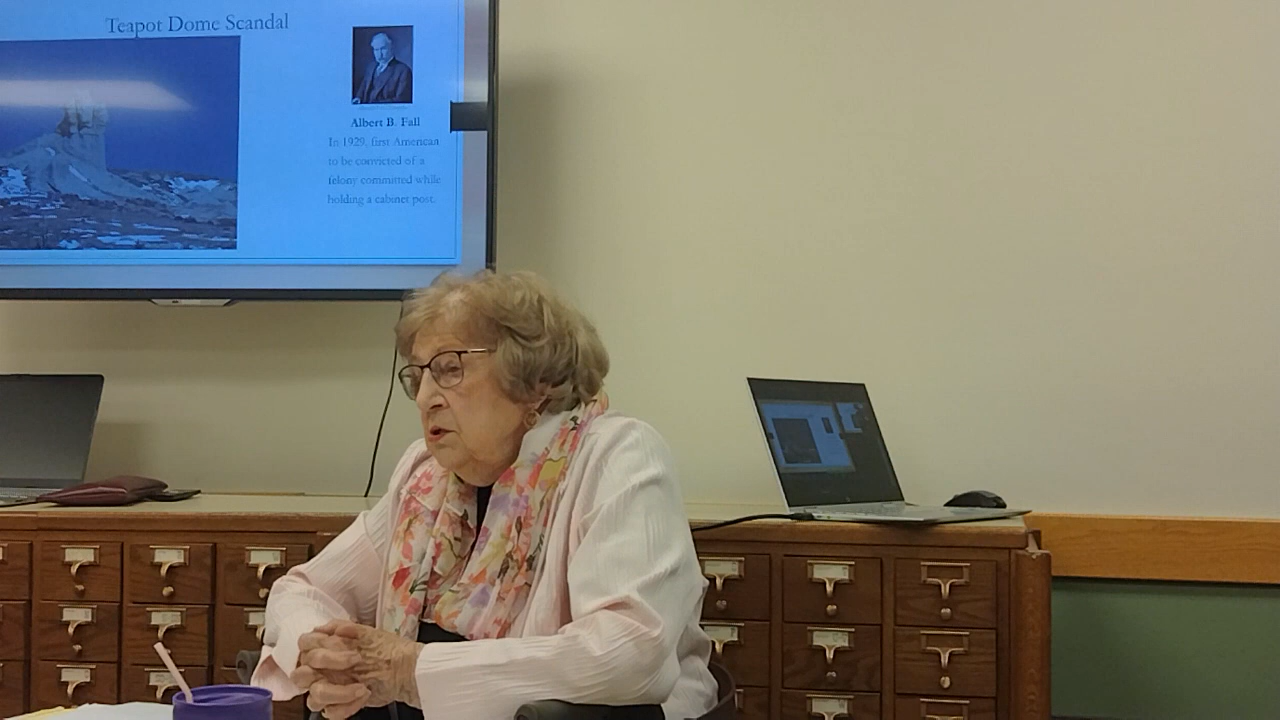 Teapot Dome Scandal
Albert B. Fall
In 1929, first American
to be convicted of a
felony committed while
holding a cabinet post.